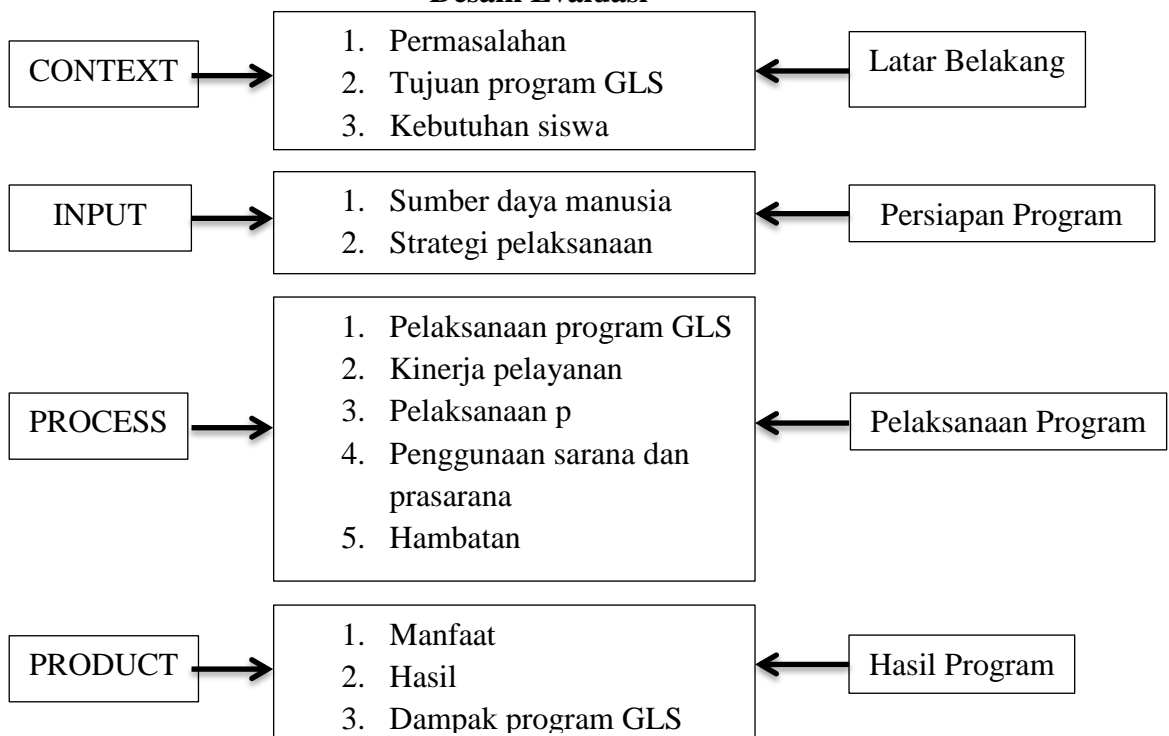 Desain Evaluasi
CONTEXT
1. Permasalahan
2. Tujuan program GLS
3. Kebutuhan siswa
Latar Belakang
INPUT
1. Sumber daya manusia
2. Strategi pelaksanaan
Persiapan Program
PROCESS
1. Pelaksanaan program GLS
2. Kinerja pelayanan
3. Pelaksanaan p
4. Penggunaan sarana dan
prasarana
5. Hambatan
Pelaksanaan Program
PRODUCT
1. Manfaat
2. Hasil
3. Dampak program GLS
Hasil Program